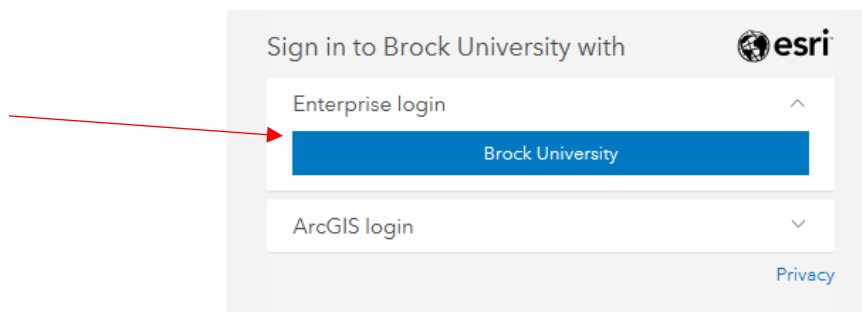 Sign in to Brock University with
esri
Enterprise login
Brock University
ArcGIS login
Privacy